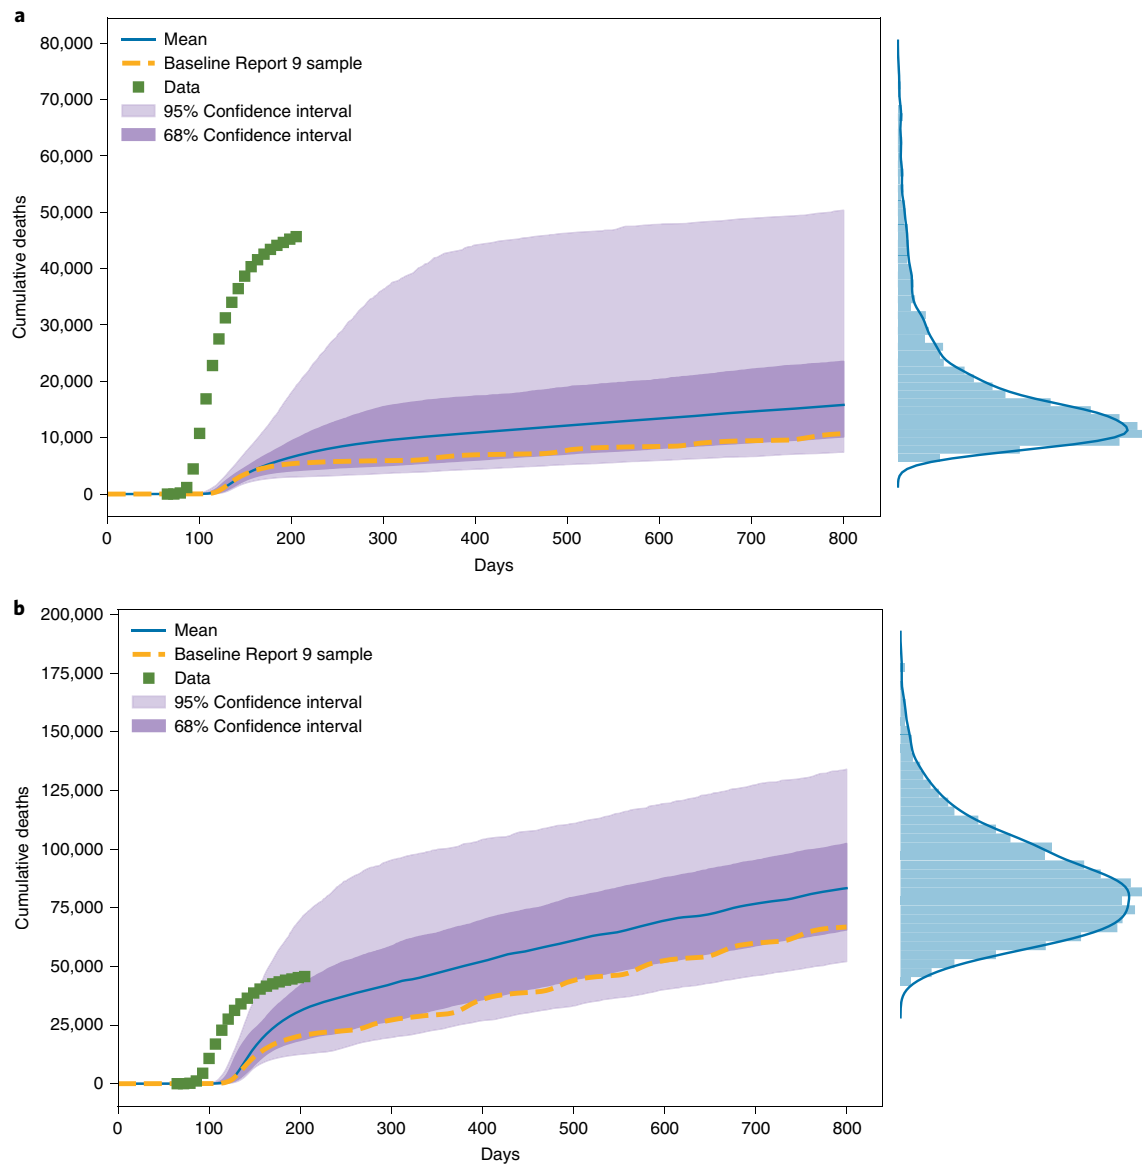 a
80,000
70,000
60,000
50,000
40,000
30,000
20,000
10,000
0
Cumulative deaths
Mean
Baseline Report 9 sample
Data
95% Confidence interval
68% Confidence interval
0 100 200 300 400 500 600 700 800
Days
b
200,000
175,000
150,000
125,000
100,000
75,000
50,000
25,000
0
Cumulative deaths
Mean
Baseline Report 9 sample
Data
95% Confidence interval
68% Confidence interval
0 100 200 300 400 500 600 700 800
Days